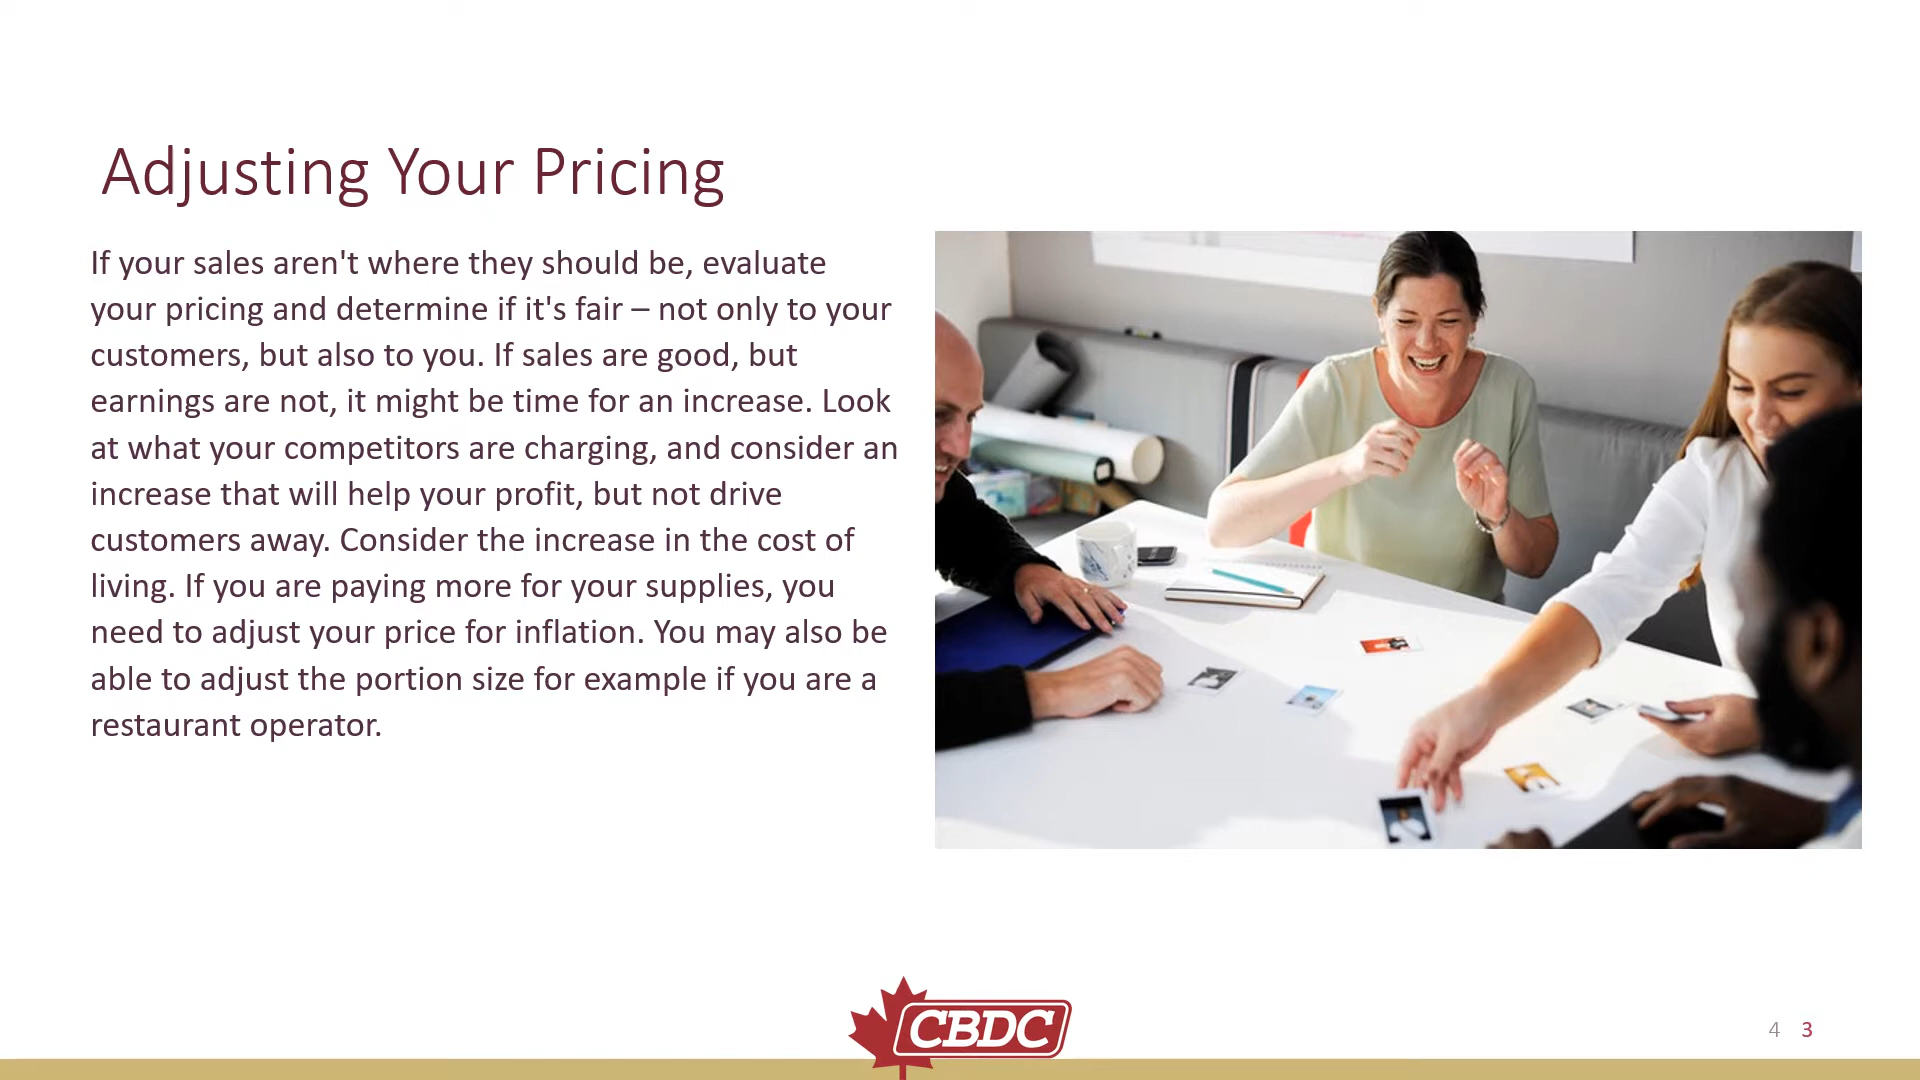 Adjusting Your Pricing
If your sales aren't where they should be, evaluate
your pricing and determine if it's fair – not only to your
customers, but also to you. If sales are good, but
earnings are not, it might be time for an increase. Look
at what your competitors are charging, and consider an
increase that will help your profit, but not drive
customers away. Consider the increase in the cost of
living. If you are paying more for your supplies, you
need to adjust your price for inflation. You may also be
able to adjust the portion size for example if you are a
restaurant operator.
CBDC
4 3